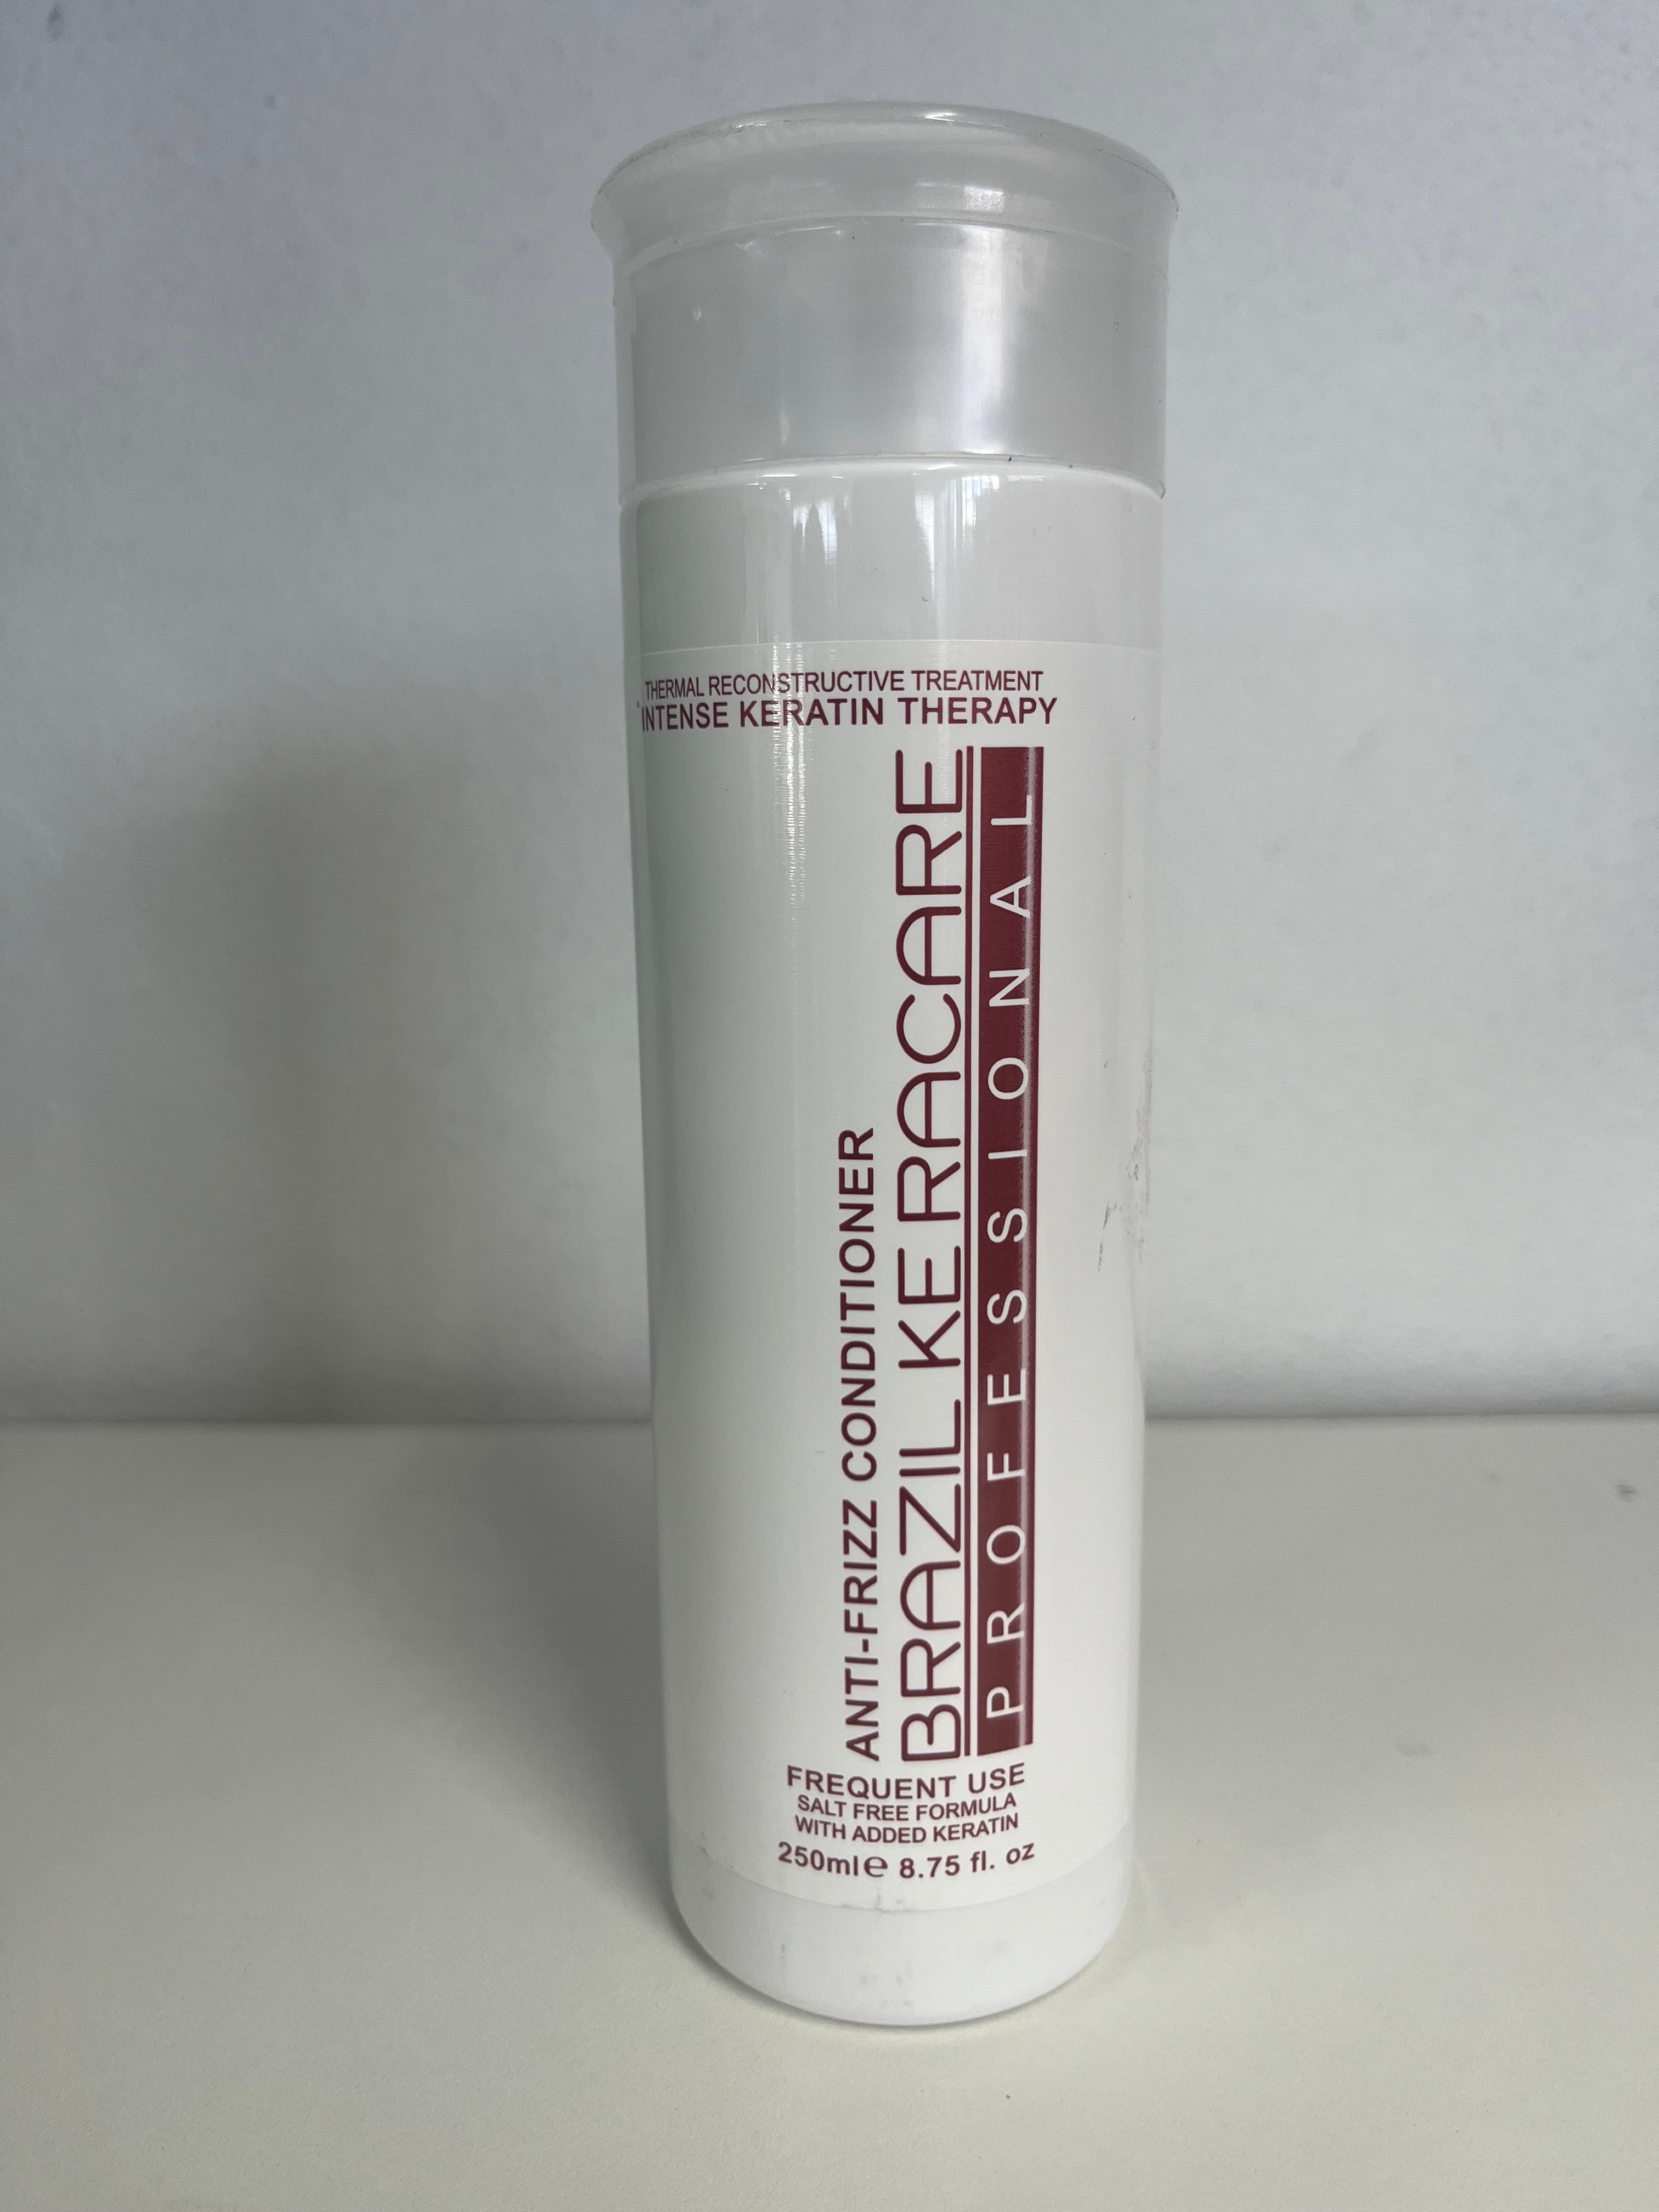 THERMAL RECONSTRUCTIVE TREATMENT
INTENSE KERATIN THERAPY
ANTI-FRIZZ CONDITIONER
BRAZIL KERACARE
PROFESSIONAL
FREQUENT USE
SALT FREE FORMULA
WITH ADDED KERATIN
250ml℮ 8.75 fl. oz